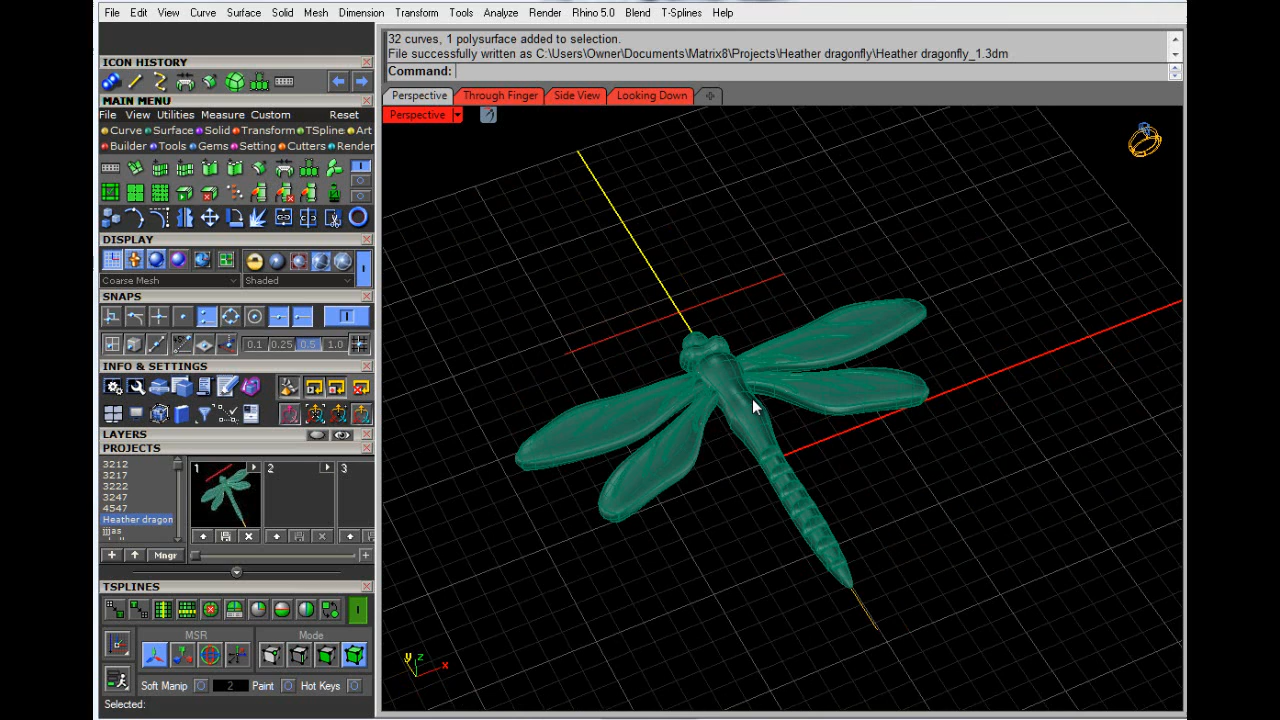 File Edit View Curve Surface Solid Mesh Dimension Transform Tools Analyze Render Rhino 5.0 Blend T-Splines Help
32 curves, 1 polysurface added to selection.
File successfully written as C:\Users\Owner\Documents\Matrix8\Projects\Heather dragonfly\Heather dragonfly_1.3dm
Command:
Perspective Through Finger Side View Looking Down
Perspective
ICON HISTORY
MAIN MENU
File View Utilities Measure Custom Reset
Curve Surface Solid Transform TSpline Art
Builder Tools Gems Setting Cutters Render
DISPLAY
Coarse Mesh Shaded
SNAPS
0.1 0.25 0.5 1.0
INFO & SETTINGS
LAYERS
PROJECTS
3212
3217
3222
3247
4547
Heather dragon
jjjas
1 2 3
Mngr
TSPLINES
MSR Mode
Soft Manip 2 Paint Hot Keys
Selected:
y z x